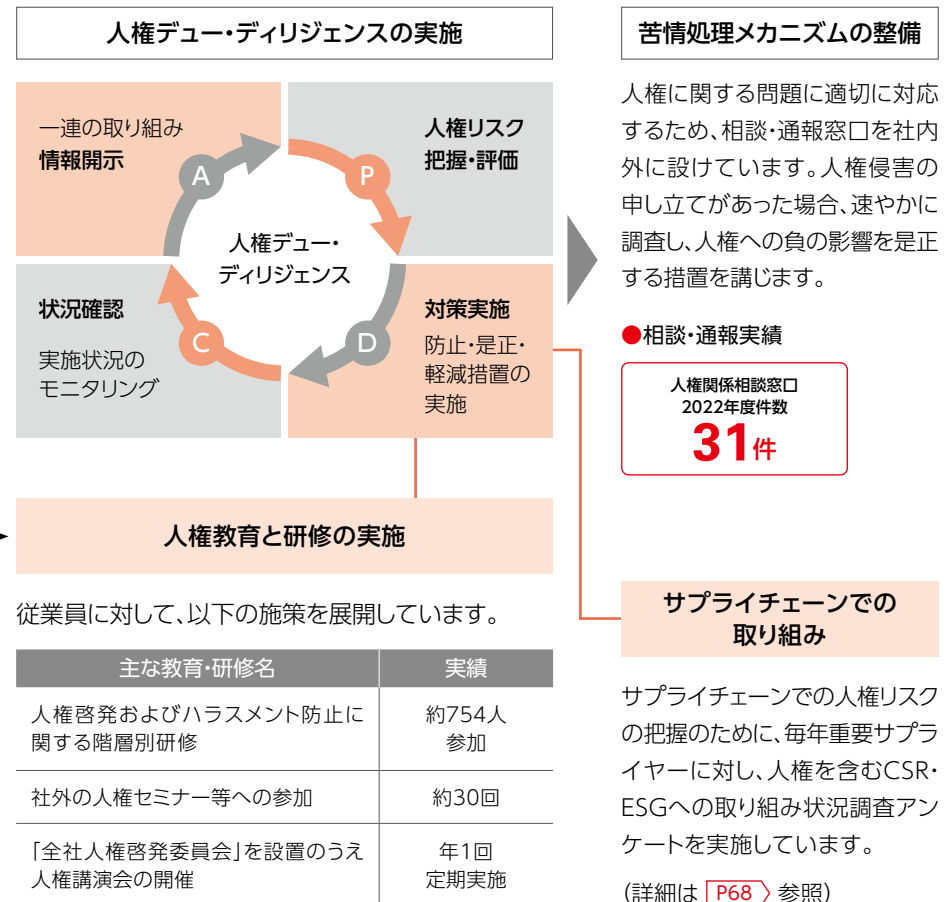 人権デュー・ディリジェンスの実施
一連の取り組み
情報開示
A
P
人権リスク
把握・評価
人権デュー・
ディリジェンス
状況確認
実施状況の
モニタリング
C
D
対策実施
防止・是正・
軽減措置の
実施
人権教育と研修の実施
従業員に対して、以下の施策を展開しています。
主な教育・研修名 実績
人権啓発およびハラスメント防止に
関する階層別研修
約754人
参加
社外の人権セミナー等への参加 約30回
「全社人権啓発委員会」を設置のうえ
人権講演会の開催
年1回
定期実施
苦情処理メカニズムの整備
人権に関する問題に適切に対応
するため、相談・通報窓口を社内
外に設けています。人権侵害の
申し立てがあった場合、速やかに
調査し、人権への負の影響を是正
する措置を講じます。
●相談・通報実績
人権関係相談窓口
2022年度件数
31件
サプライチェーンでの
取り組み
サプライチェーンでの人権リスク
の把握のために、毎年重要サプラ
イヤーに対し、人権を含むCSR・
ESGへの取り組み状況調査アン
ケートを実施しています。
（詳細は P68 参照）